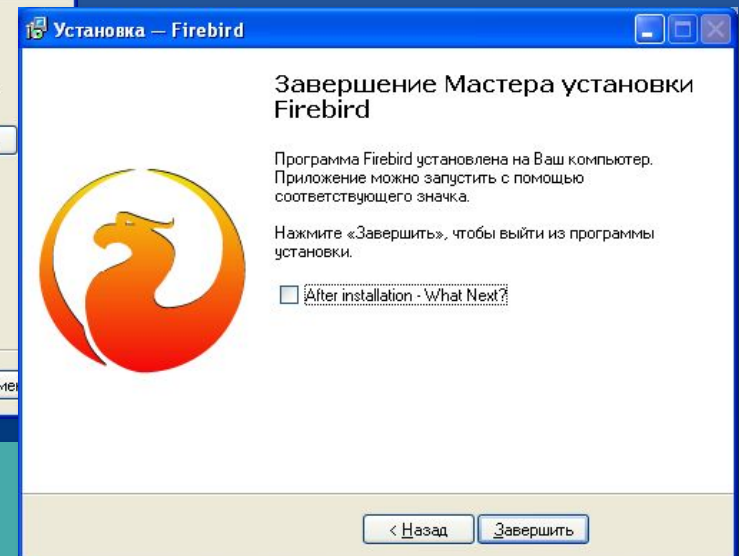 Установка — Firebird
Завершение Мастера установки
Firebird
Программа Firebird установлена на Ваш компьютер.
Приложение можно запустить с помощью
соответствующего значка.
Нажмите «Завершить», чтобы выйти из программы
установки.
After installation - What Next?
< Назад
Завершить